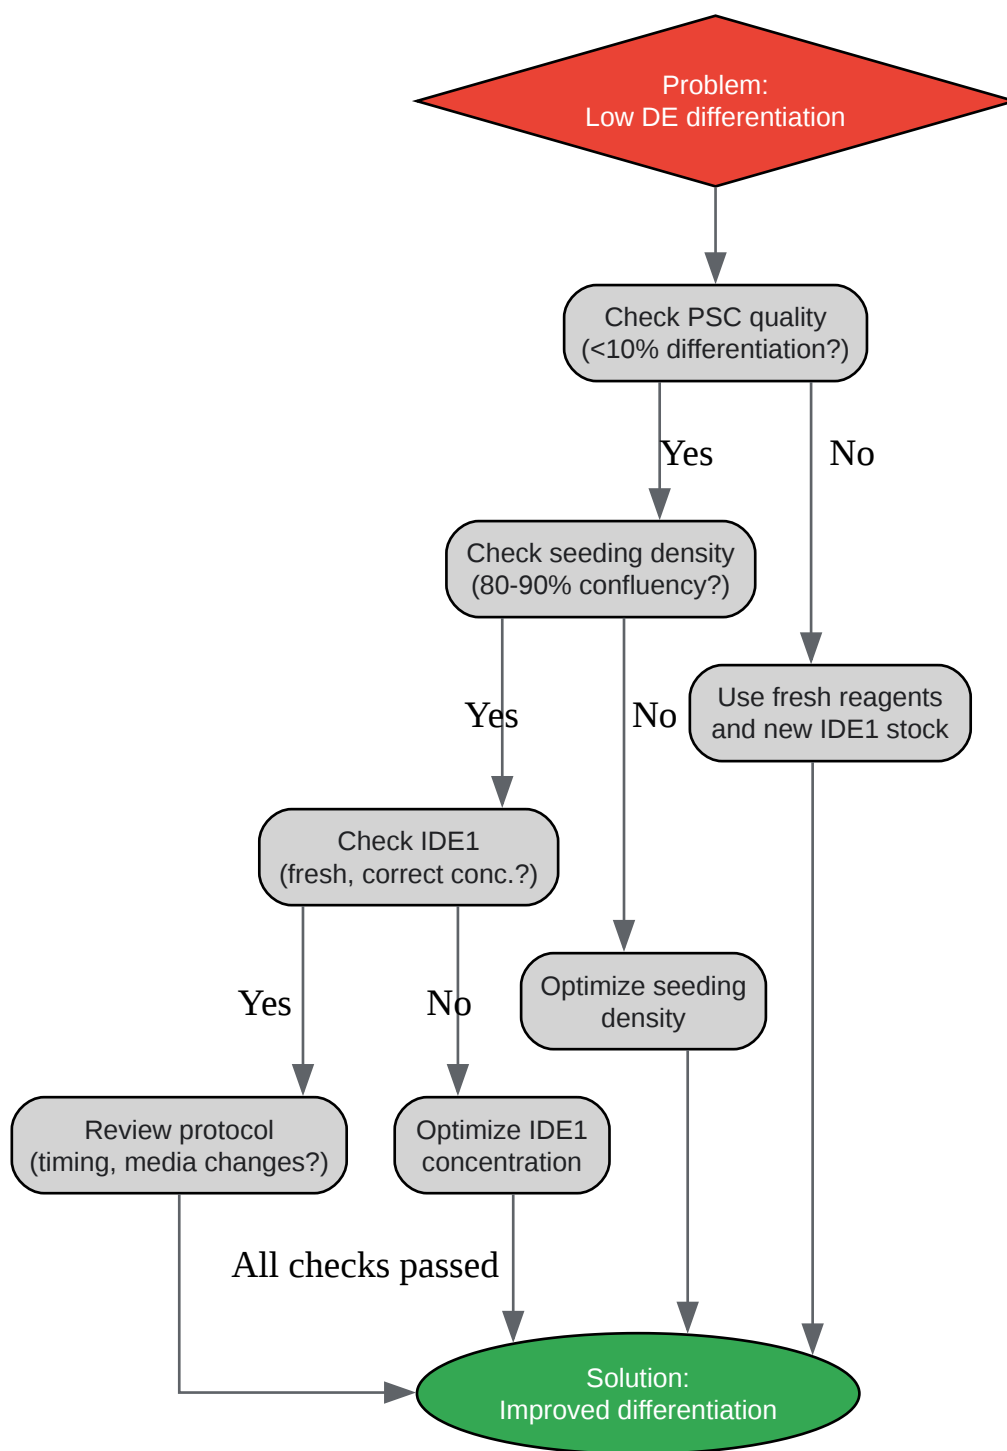 Problem:
Low DE differentiation
Check PSC quality
(<10% differentiation?)
Yes
No
Check seeding density
(80-90% confluency?)
Yes
No
Use fresh reagents
and new IDE1 stock
Check IDE1
(fresh, correct conc.?)
Yes
No
Optimize seeding
density
Review protocol
(timing, media changes?)
Optimize IDE1
concentration
All checks passed
Solution:
Improved differentiation